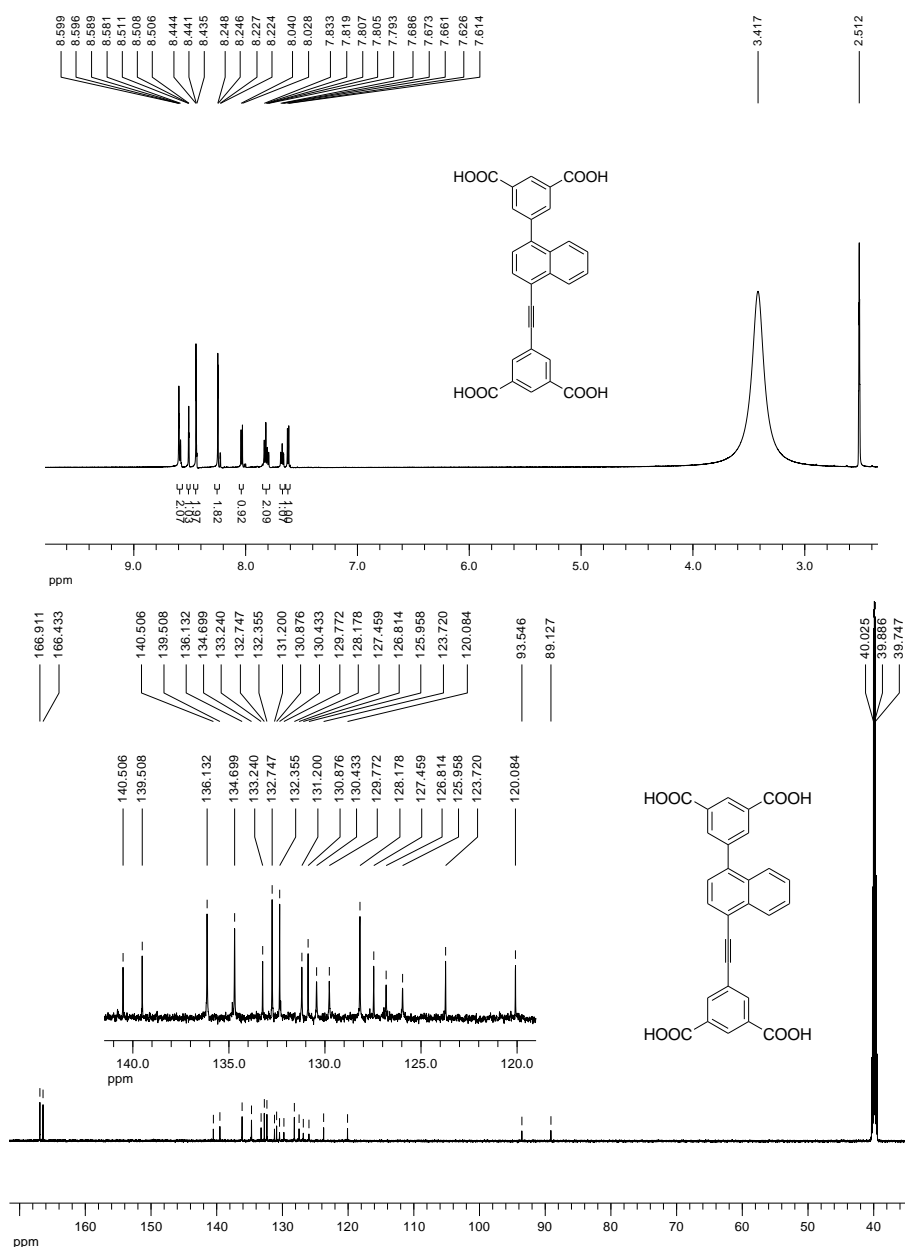 8.599 8.596 8.589 8.581 8.511 8.508 8.506 8.444 8.441 8.435 8.248 8.246 8.227 8.224 8.040 8.028 7.833 7.819 7.807 7.805 7.793 7.686 7.673 7.661 7.626 7.614 3.417 2.512
HOOC COOH
HOOC COOH
2.07 1.03 1.97 1.82 0.92 2.09 1.07 1.00
9.0 8.0 7.0 6.0 5.0 4.0 3.0
ppm
166.911 166.433 140.506 139.508 136.132 134.699 133.240 132.747 132.355 131.200 130.876 130.433 129.772 128.178 127.459 126.814 125.958 123.720 120.084 93.546 89.127 40.025 39.886 39.747
140.506 139.508 136.132 134.699 133.240 132.747 132.355 131.200 130.876 130.433 129.772 128.178 127.459 126.814 125.958 123.720 120.084
HOOC COOH
HOOC COOH
140.0 135.0 130.0 125.0 120.0
ppm
160 150 140 130 120 110 100 90 80 70 60 50 40
ppm